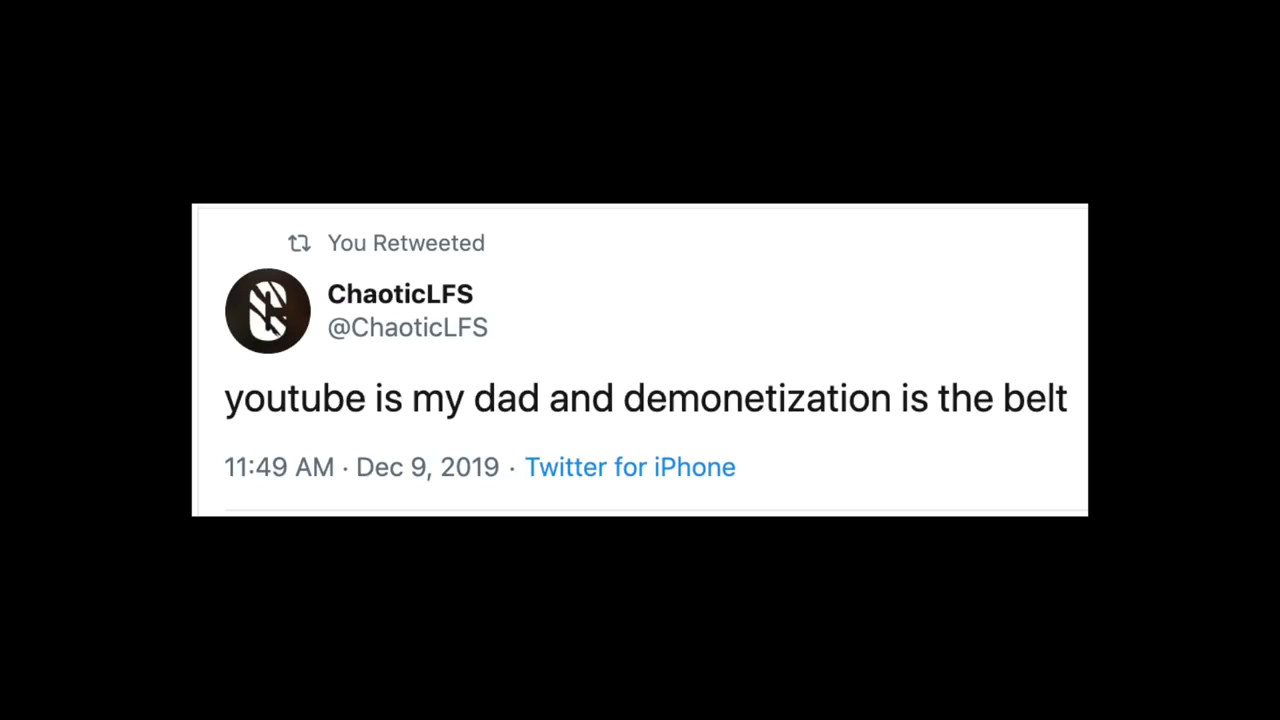 You Retweeted
ChaoticLFS
@ChaoticLFS
youtube is my dad and demonetization is the belt
11:49 AM · Dec 9, 2019 · Twitter for iPhone